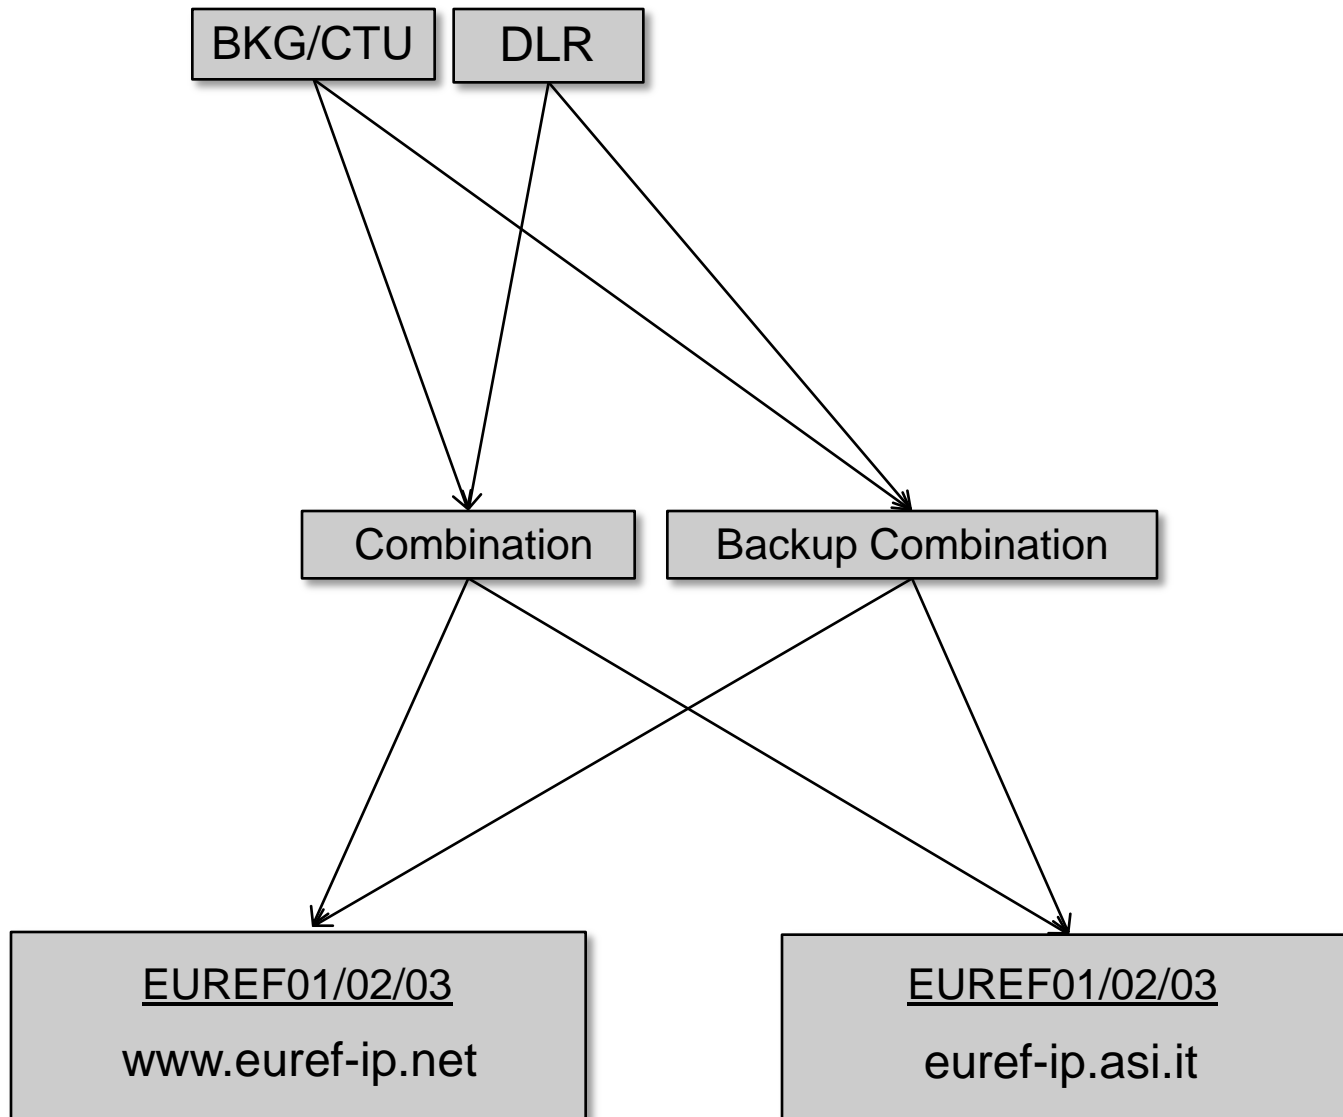 BKG/CTU
DLR
Combination
Backup Combination
EUREF01/02/03
www.euref-ip.net
EUREF01/02/03
euref-ip.asi.it